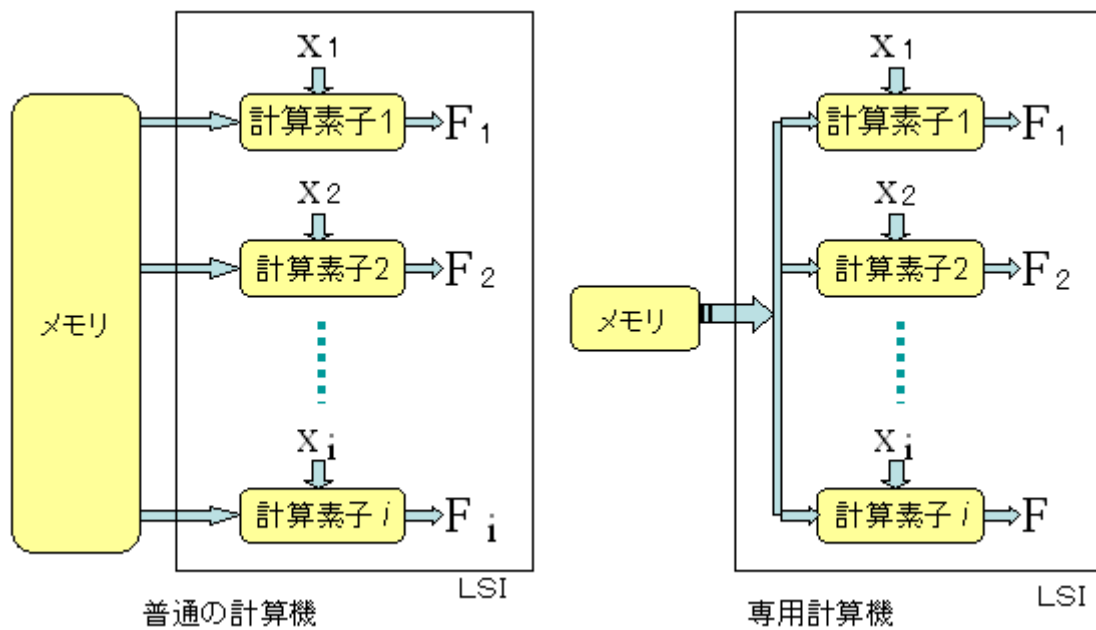 X1
計算素子1
F1
X2
計算素子2
F2
メモリ
Xi
計算素子i
Fi
LSI
普通の計算機
X1
計算素子1
F1
X2
計算素子2
F2
メモリ
Xi
計算素子i
F
LSI
専用計算機